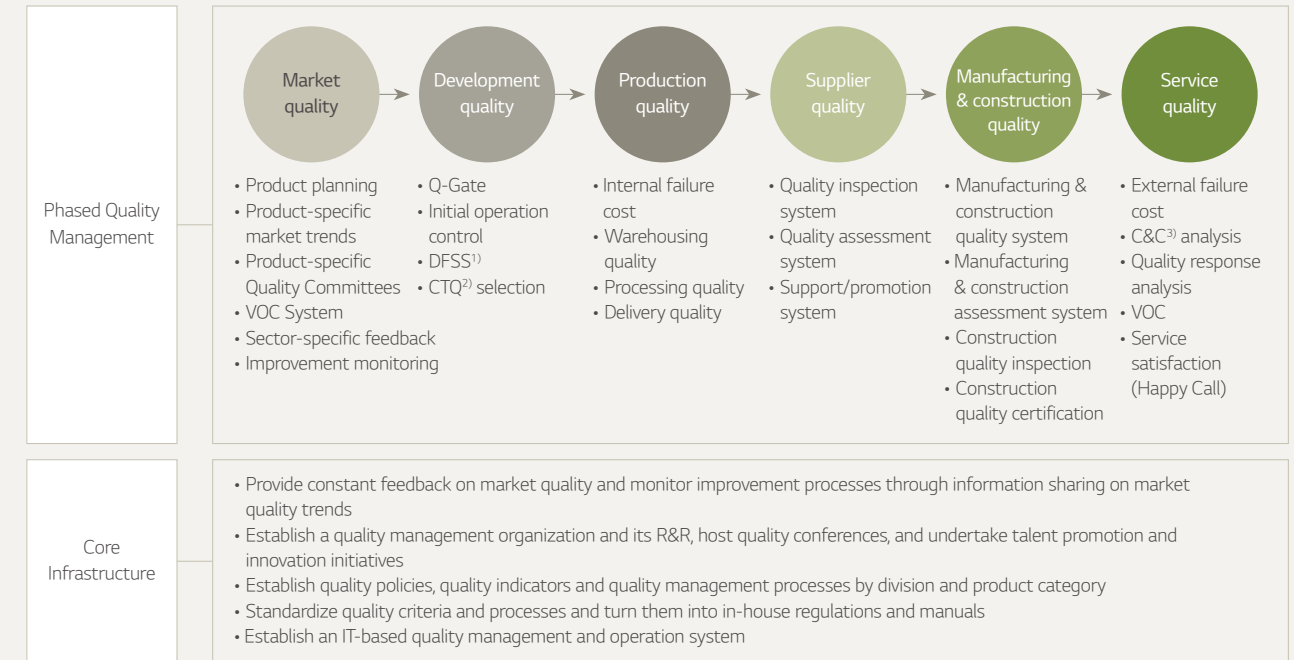 Phased Quality
Management
Market
quality
Development
quality
Production
quality
Supplier
quality
Manufacturing
& construction
quality
Service
quality
• Product planning
• Product-specific
market trends
• Product-specific
Quality Committees
• VOC System
• Sector-specific feedback
• Improvement monitoring
• Q-Gate
• Initial operation
control
• DFSS1)
• CTQ2) selection
• Internal failure
cost
• Warehousing
quality
• Processing quality
• Delivery quality
• Quality inspection
system
• Quality assessment
system
• Support/promotion
system
• Manufacturing &
construction
quality system
• Manufacturing
& construction
assessment system
• Construction
quality inspection
• Construction
quality certification
• External failure
cost
• C&C3) analysis
• Quality response
analysis
• VOC
• Service
satisfaction
(Happy Call)
Core
Infrastructure
• Provide constant feedback on market quality and monitor improvement processes through information sharing on market
quality trends
• Establish a quality management organization and its R&R, host quality conferences, and undertake talent promotion and
innovation initiatives
• Establish quality policies, quality indicators and quality management processes by division and product category
• Standardize quality criteria and processes and turn them into in-house regulations and manuals
• Establish an IT-based quality management and operation system